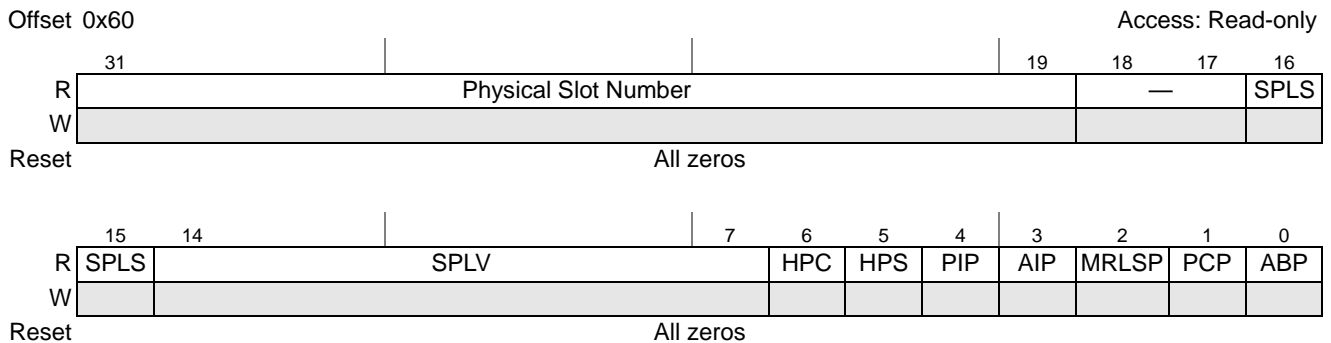 Offset 0x60 Access: Read-only
31 19 18 17 16
R Physical Slot Number — SPLS
W
Reset All zeros
15 14 7 6 5 4 3 2 1 0
R SPLS SPLV HPC HPS PIP AIP MRLSP PCP ABP
W
Reset All zeros